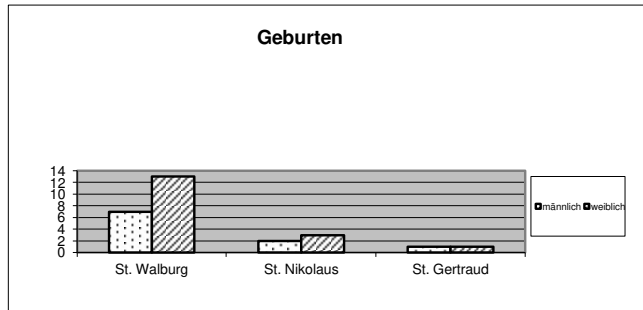 Geburten
14
12
10
8
6
4
2
0
St. Walburg St. Nikolaus St. Gertraud
männlich weiblich